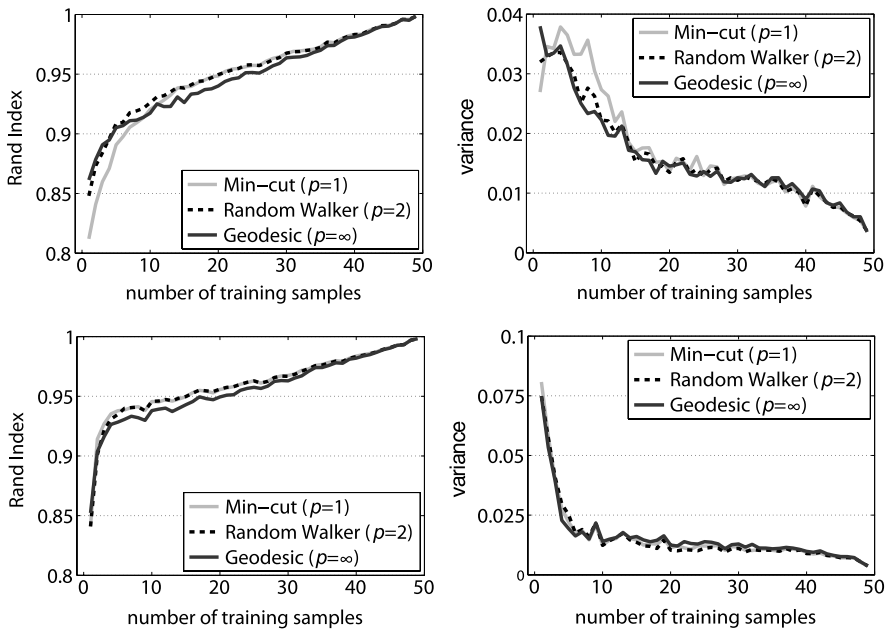 1
0.95
0.9
0.85
0.8
Rand Index
0 10 20 30 40 50
number of training samples
Min−cut (p=1)
Random Walker (p=2)
Geodesic (p=∞)
0.04
0.03
0.02
0.01
0
variance
0 10 20 30 40 50
number of training samples
Min−cut (p=1)
Random Walker (p=2)
Geodesic (p=∞)
1
0.95
0.9
0.85
0.8
Rand Index
0 10 20 30 40 50
number of training samples
Min−cut (p=1)
Random Walker (p=2)
Geodesic (p=∞)
0.1
0.075
0.05
0.025
0
variance
0 10 20 30 40 50
number of training samples
Min−cut (p=1)
Random Walker (p=2)
Geodesic (p=∞)